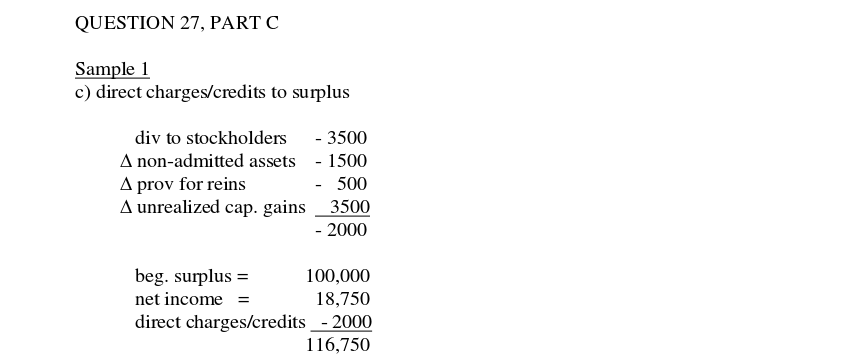 QUESTION 27, PART C
Sample 1
c) direct charges/credits to surplus
div to stockholders - 3500
Δ non-admitted assets - 1500
Δ prov for reins - 500
Δ unrealized cap. gains 3500
- 2000
beg. surplus = 100,000
net income = 18,750
direct charges/credits - 2000
116,750